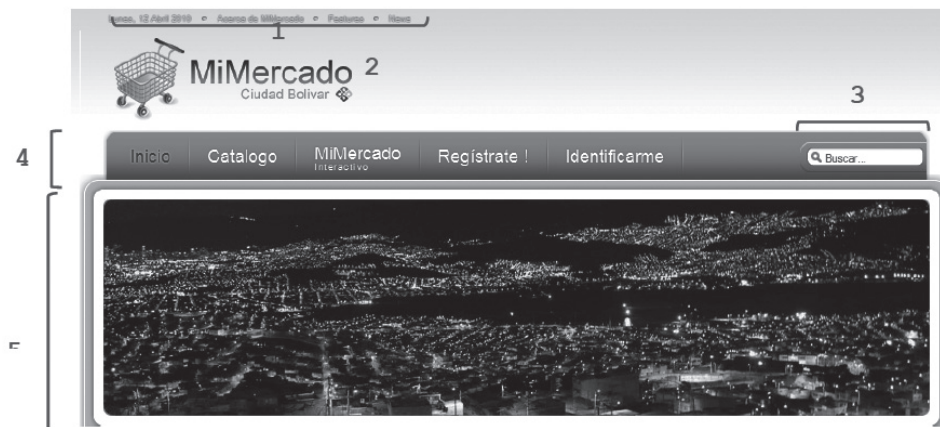 Lunes, 12 Abril 2010 Acerca de MiMercado Features News
1
MiMercado 2
Ciudad Bolivar
3
4
Inicio Catalogo MiMercado Regístrate ! Identificarme Buscar...
Interactivo